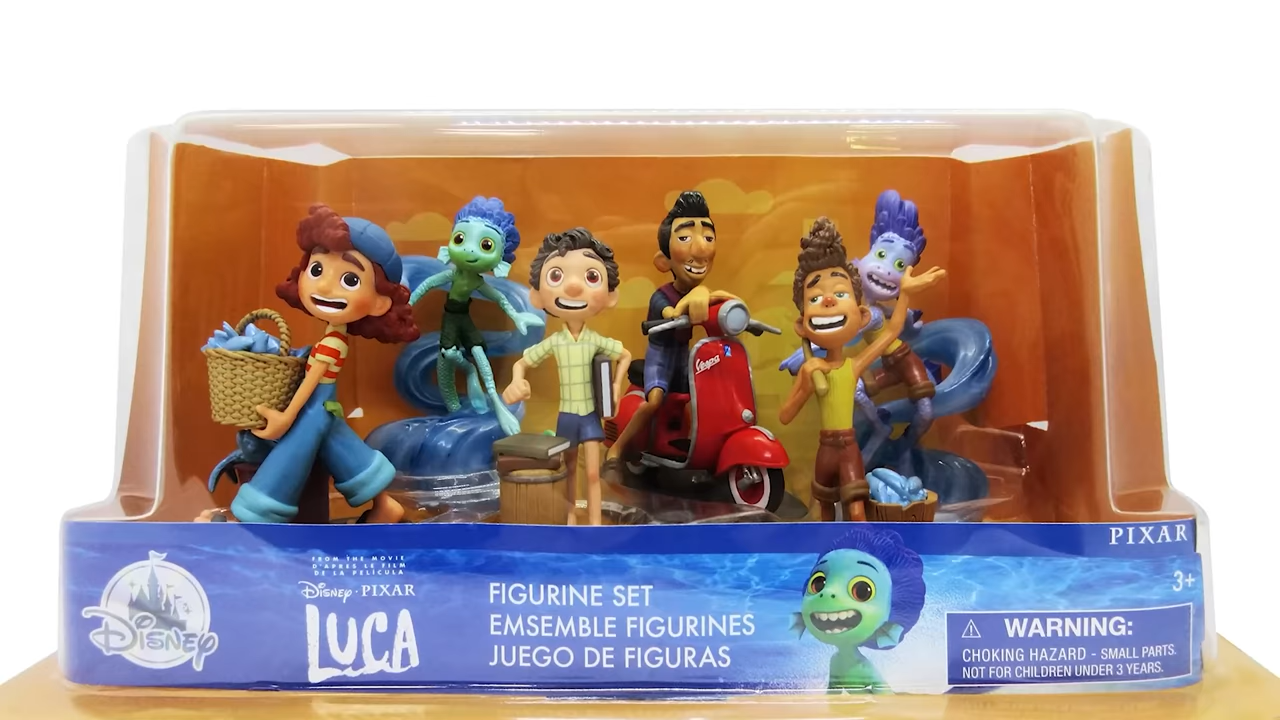 Vespa
PIXAR
3+
Disney
FROM THE MOVIE
D'APRÈS LE FILM
DE LA PELÍCULA
Disney · PIXAR
LUCA
FIGURINE SET
EMSEMBLE FIGURINES
JUEGO DE FIGURAS
WARNING:
CHOKING HAZARD - SMALL PARTS.
NOT FOR CHILDREN UNDER 3 YEARS.